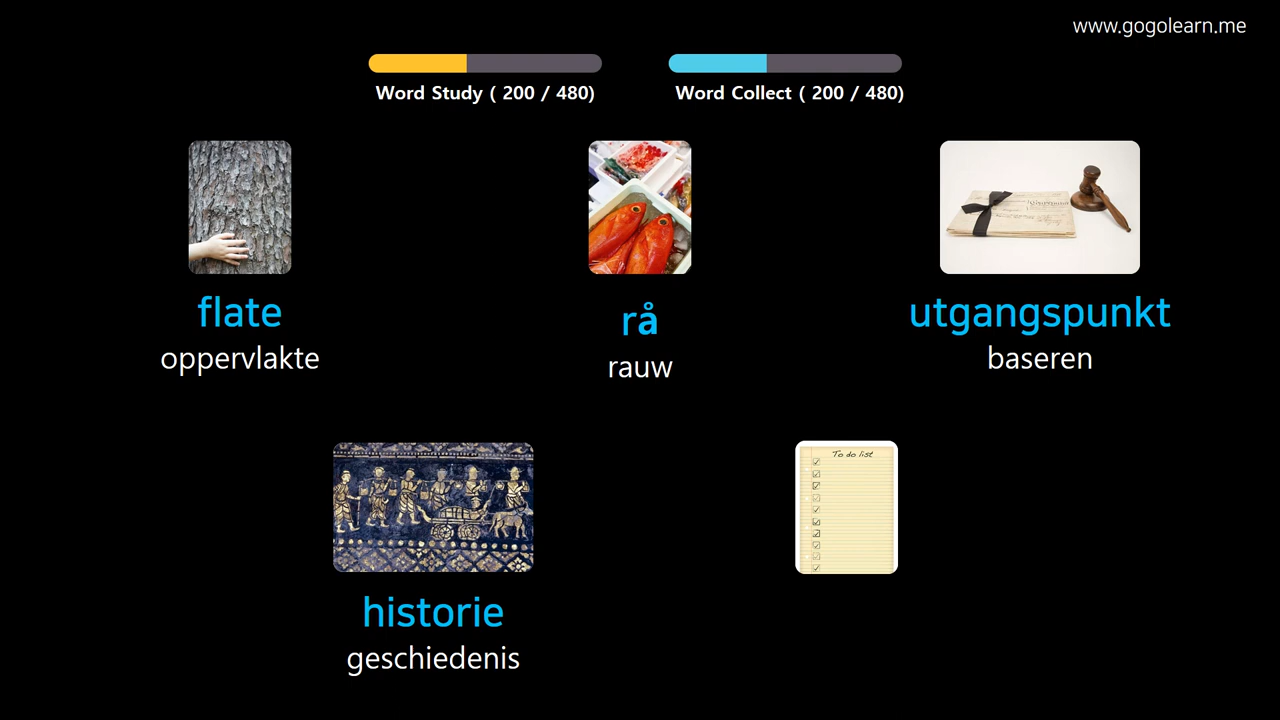 www.gogolearn.me
Word Study ( 200 / 480)
Word Collect ( 200 / 480)
flate
oppervlakte
rå
rauw
utgangspunkt
baseren
To do list
historie
geschiedenis